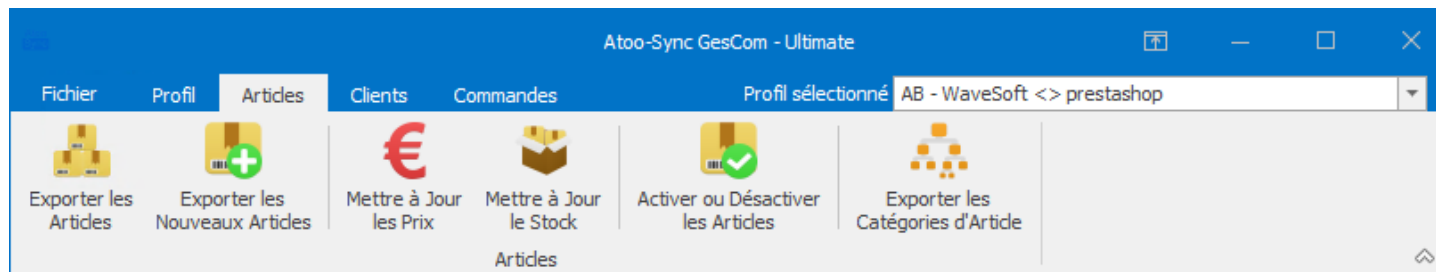 Atoo-Sync GesCom - Ultimate
Fichier Profil Articles Clients Commandes Profil sélectionné AB - WaveSoft <> prestashop
Exporter les Articles
Exporter les Nouveaux Articles
Mettre à Jour les Prix
Mettre à Jour le Stock
Activer ou Désactiver les Articles
Exporter les Catégories d'Article
Articles